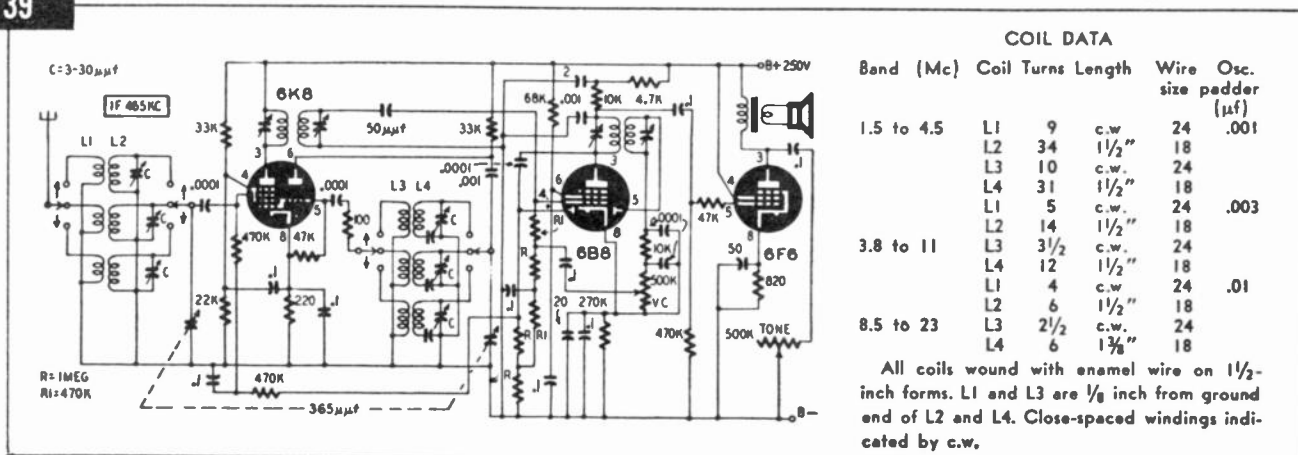 39
C=3-30μμf
IF 465KC
L1 L2
C
C
C
33K
.0001
470K
22K
.1
6K8
3 6
4
5
8
47K
.1
220
.1
.0001
100
50μμf
33K
.0001
.001
L3 L4
C
C
C
.1
470K
R=1MEG
R1=470K
365μμf
68K
2
.001
10K
4.7K
.1
B+250V
6
4
3
5
8
6B8
R1
R
.1
.1
R1
R
.1
20
270K
.1
.0001
10K
500K
VC
470K
47K
4
3
5
8
6F6
.1
50
820
500K
TONE
B-
COIL DATA
Band (Mc) Coil Turns Length Wire size Osc. padder (μf)
1.5 to 4.5 L1 9 c.w 24 .001
L2 34 1½" 18
L3 10 c.w. 24
L4 31 1½" 18
L1 5 c.w. 24 .003
L2 14 1½" 18
3.8 to 11 L3 3½ c.w. 24
L4 12 1½" 18
L1 4 c.w 24 .01
L2 6 1½" 18
8.5 to 23 L3 2½ c.w. 24
L4 6 1⅜" 18
All coils wound with enamel wire on 1½-
inch forms. L1 and L3 are ⅛ inch from ground
end of L2 and L4. Close-spaced windings indi-
cated by c.w.